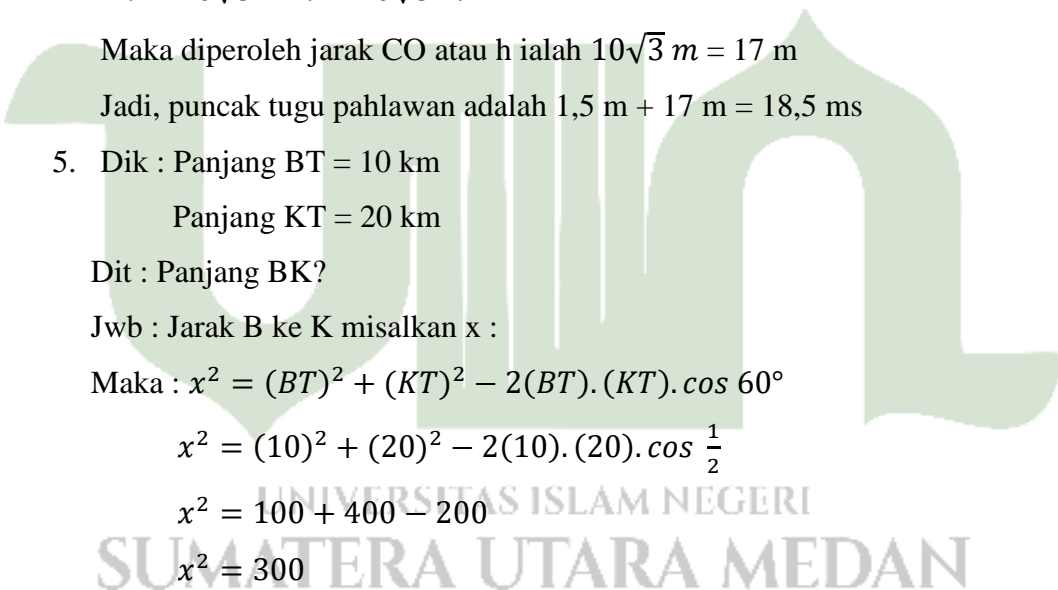 Maka diperoleh jarak CO atau h ialah 10√3 m = 17 m
Jadi, puncak tugu pahlawan adalah 1,5 m + 17 m = 18,5 ms
5. Dik : Panjang BT = 10 km
Panjang KT = 20 km
Dit : Panjang BK?
Jwb : Jarak B ke K misalkan x :
Maka : x² = (BT)² + (KT)² − 2(BT). (KT). cos 60°
x² = (10)² + (20)² − 2(10). (20). cos 1/2
x² = 100 + 400 − 200
UNIVERSITAS ISLAM NEGERI
x² = 300
SUMATERA UTARA MEDAN